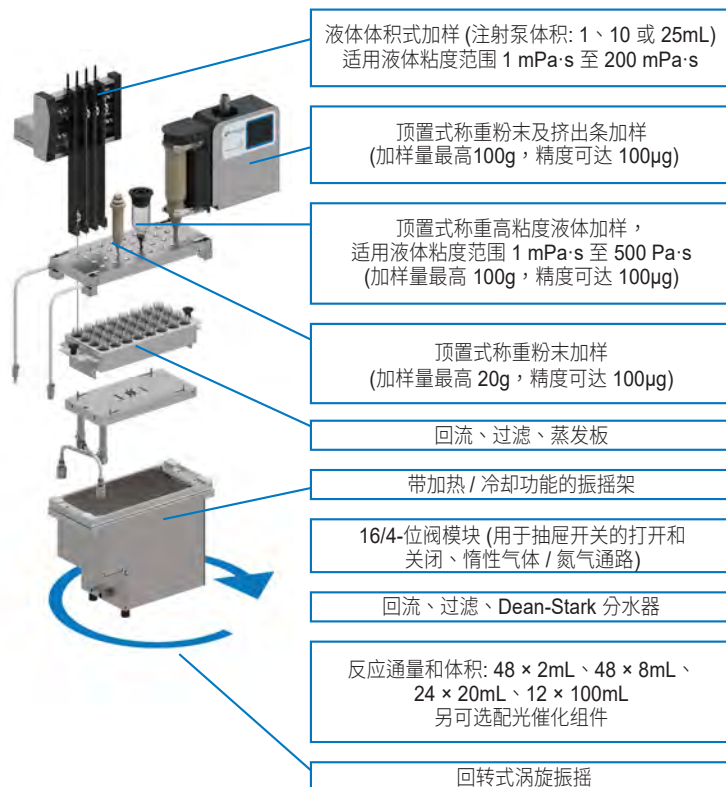 液体体积式加样 (注射泵体积: 1、10 或 25mL)
适用液体粘度范围 1 mPa·s 至 200 mPa·s
顶置式称重粉末及挤出条加样
(加样量最高100g，精度可达 100μg)
顶置式称重高粘度液体加样，
适用液体粘度范围 1 mPa·s 至 500 Pa·s
(加样量最高 100g，精度可达 100μg)
顶置式称重粉末加样
(加样量最高 20g，精度可达 100μg)
回流、过滤、蒸发板
带加热 / 冷却功能的振摇架
16/4-位阀模块 (用于抽屉开关的打开和
关闭、惰性气体 / 氮气通路)
回流、过滤、Dean-Stark 分水器
反应通量和体积: 48 × 2mL、48 × 8mL、
24 × 20mL、12 × 100mL
另可选配光催化组件
回转式涡旋振摇